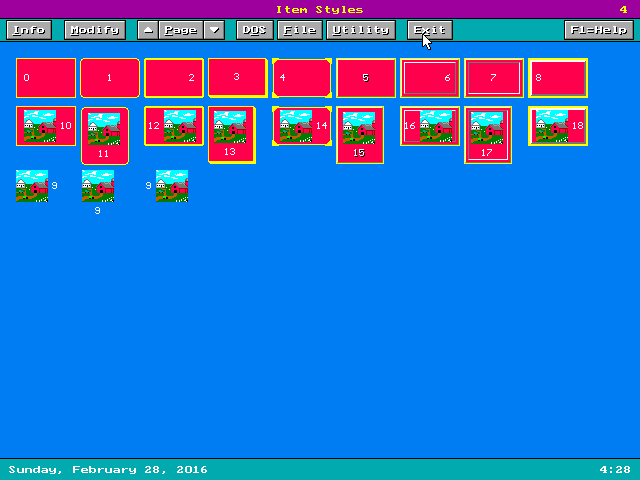 Item Styles 4
Info Modify Page DOS File Utility Exit F1=Help
0 1 2 3 4 5 6 7 8
10 11 12 13 14 15 16 17 18
9 9 9
Sunday, February 28, 2016 4:28